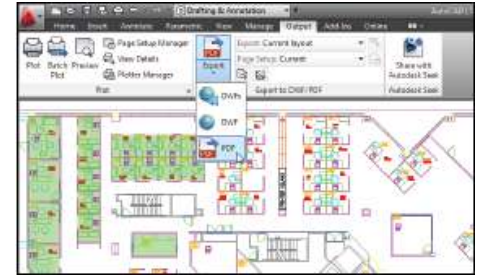 Drafting & Annotation
Home Insert Annotate Parametric View Manage Output Add-Ins Online
Plot
Batch Plot
Preview
Page Setup Manager
View Details
Plotter Manager
Plot
Export
Export: Current layout
Page Setup: Current
Export to DWF/PDF
Share with Autodesk Seek
Autodesk Seek
DWFx
DWF
PDF